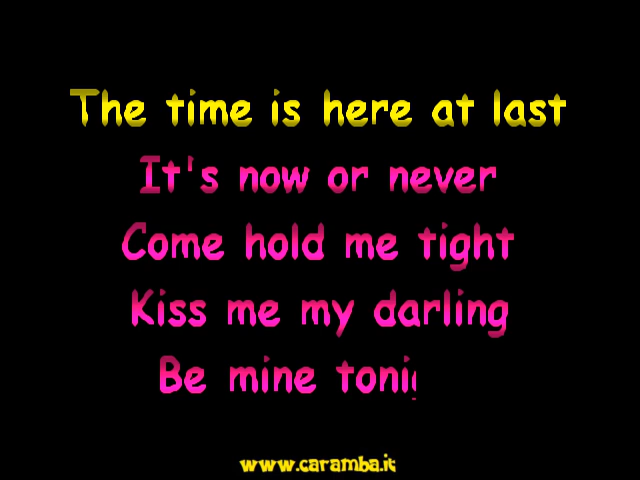 The time is here at last
It's now or never
Come hold me tight
Kiss me my darling
Be mine toni
www.caramba.it